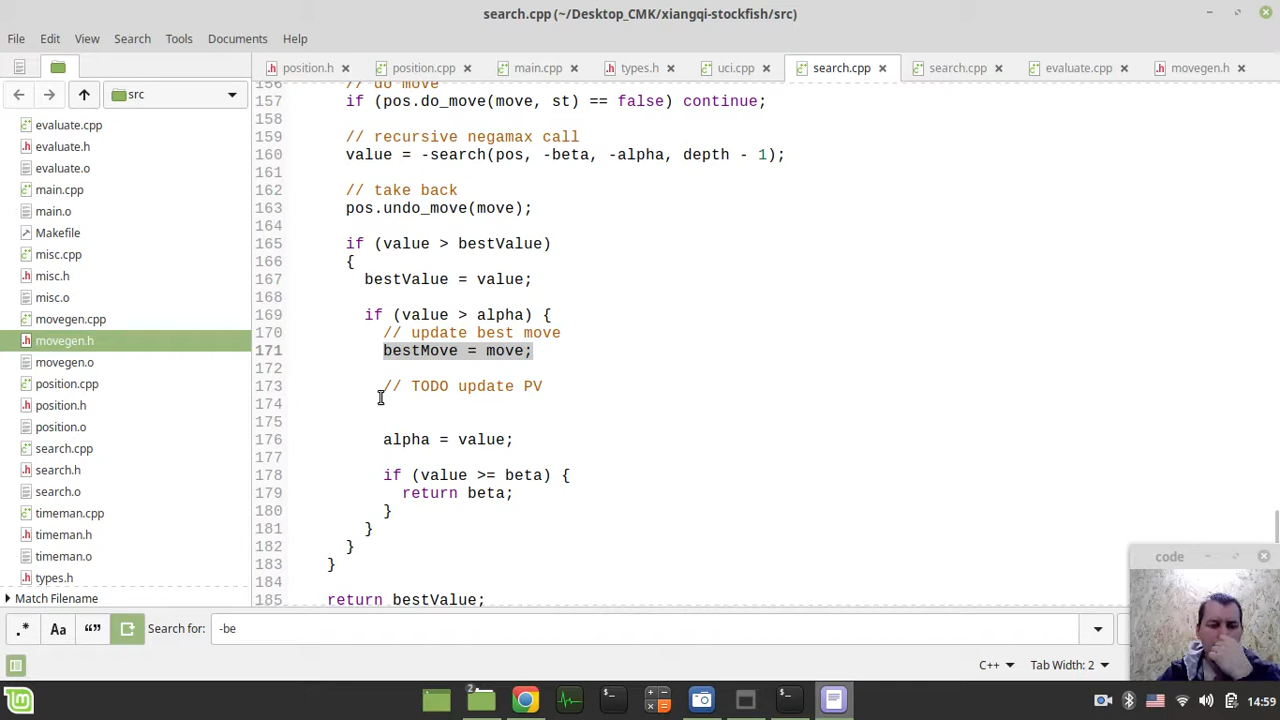 search.cpp (~/Desktop_CMK/xiangqi-stockfish/src)
File Edit View Search Tools Documents Help
position.h position.cpp main.cpp types.h uci.cpp search.cpp search.cpp evaluate.cpp movegen.h
src
evaluate.cpp
evaluate.h
evaluate.o
main.cpp
main.o
Makefile
misc.cpp
misc.h
misc.o
movegen.cpp
movegen.h
movegen.o
position.cpp
position.h
position.o
search.cpp
search.h
search.o
timeman.cpp
timeman.h
timeman.o
types.h
Match Filename
156 // do move
157 if (pos.do_move(move, st) == false) continue;
158
159 // recursive negamax call
160 value = -search(pos, -beta, -alpha, depth - 1);
161
162 // take back
163 pos.undo_move(move);
164
165 if (value > bestValue)
166 {
167 bestValue = value;
168
169 if (value > alpha) {
170 // update best move
171 bestMove = move;
172
173 // TODO update PV
174
175
176 alpha = value;
177
178 if (value >= beta) {
179 return beta;
180 }
181 }
182 }
183 }
184
185 return bestValue;
code
.* Aa “” Search for: -be
C++ Tab Width: 2
2
14:59